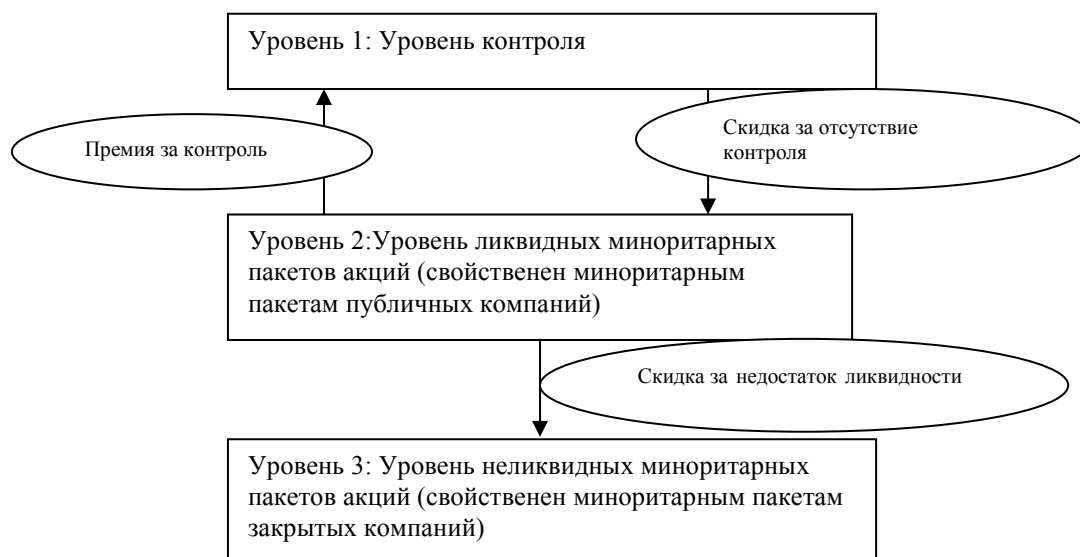 Уровень 1: Уровень контроля
Премия за контроль
Скидка за отсутствие
контроля
Уровень 2:Уровень ликвидных миноритарных
пакетов акций (свойственен миноритарным
пакетам публичных компаний)
Скидка за недостаток ликвидности
Уровень 3: Уровень неликвидных миноритарных
пакетов акций (свойственен миноритарным пакетам
закрытых компаний)